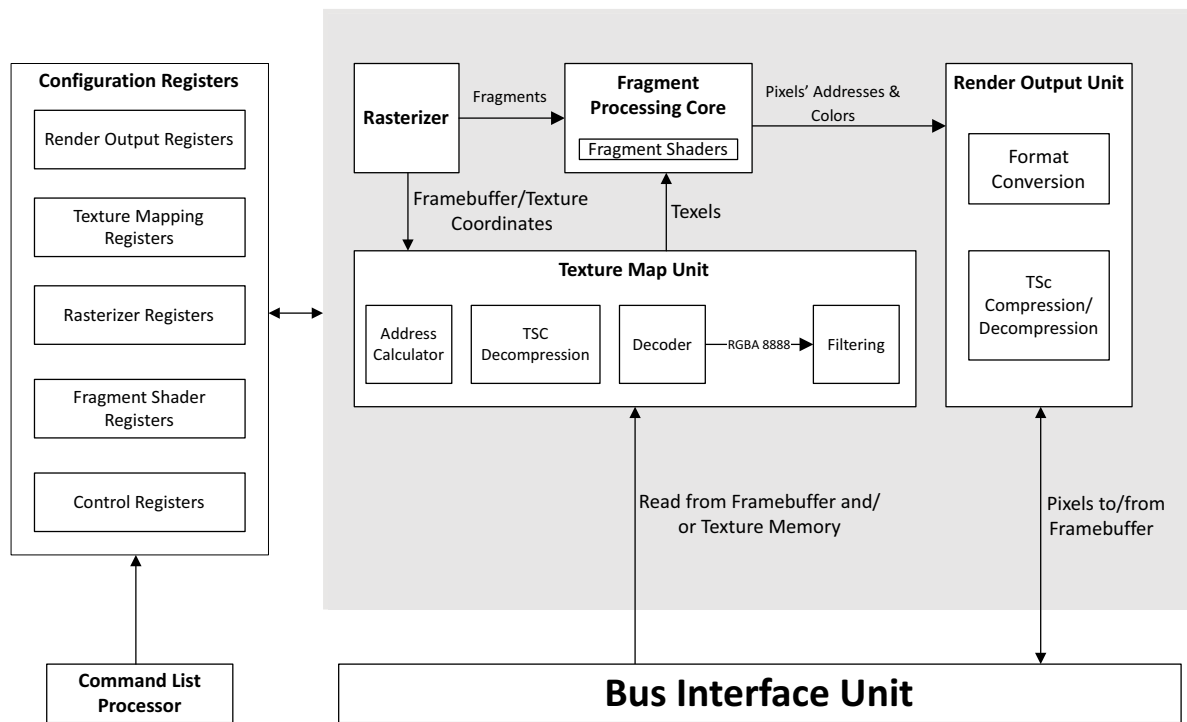 Configuration Registers
Render Output Registers
Texture Mapping
Registers
Rasterizer Registers
Fragment Shader
Registers
Control Registers
Command List
Processor
Rasterizer
Fragments
Fragment
Processing Core
Fragment Shaders
Pixels’ Addresses &
Colors
Render Output Unit
Format
Conversion
TSc
Compression/
Decompression
Framebuffer/Texture
Coordinates
Texels
Texture Map Unit
Address
Calculator
TSC
Decompression
Decoder
RGBA 8888
Filtering
Read from Framebuffer and/
or Texture Memory
Pixels to/from
Framebuffer
Bus Interface Unit